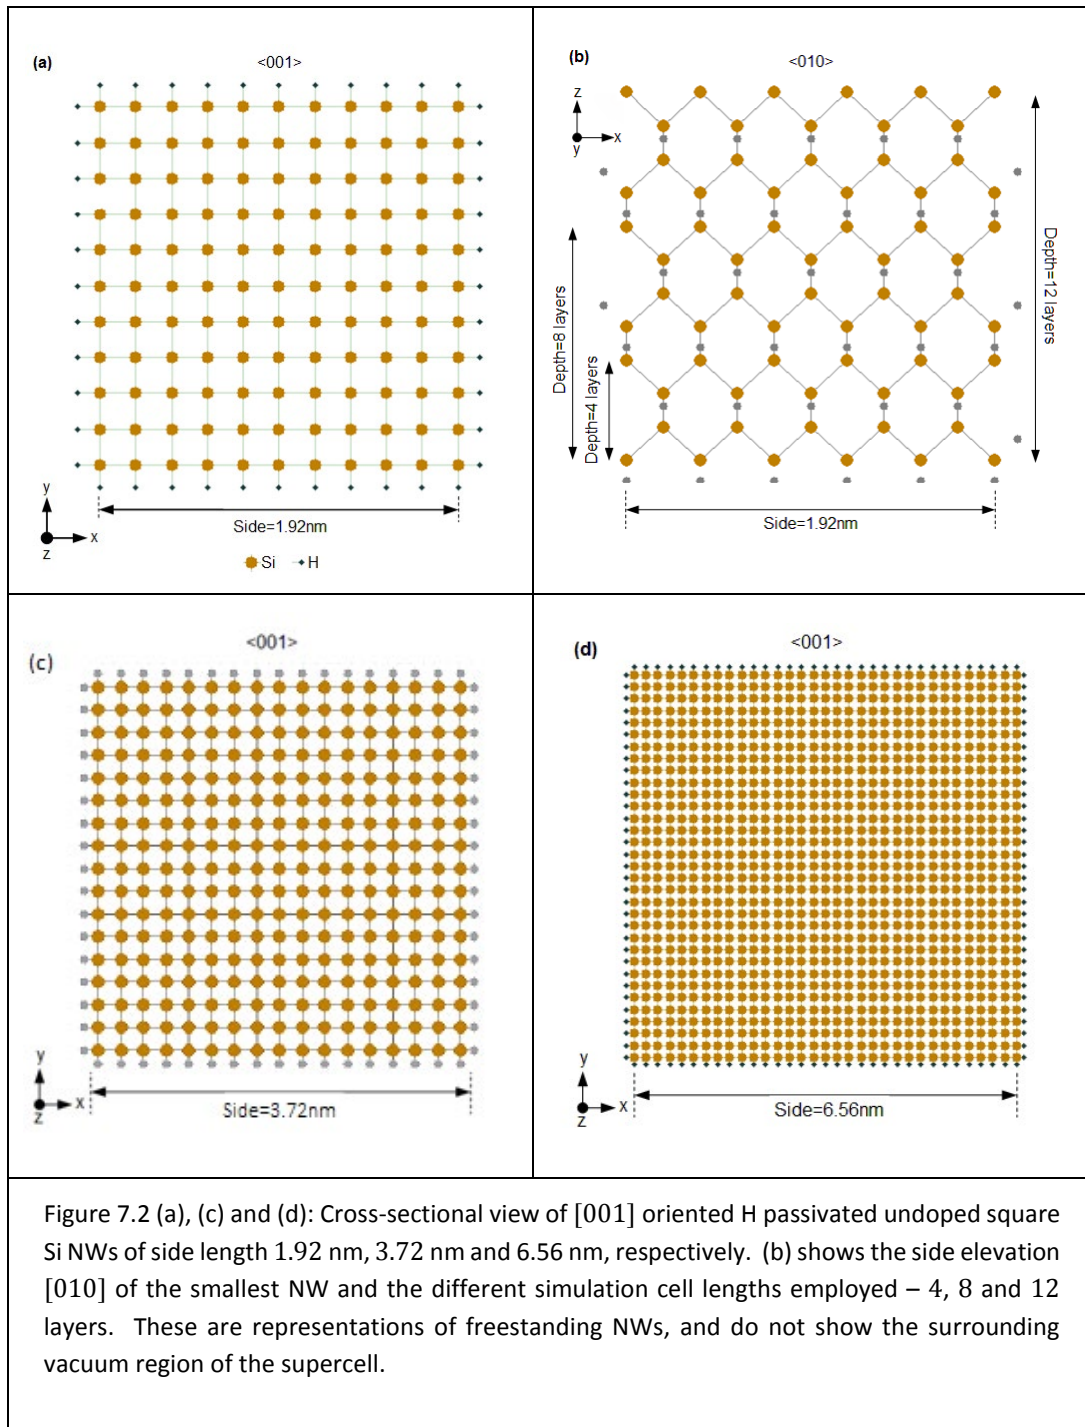 (a)
<001>
y
x
z
Side=1.92nm
Si
H
(b)
<010>
z
x
y
Depth=8 layers
Depth=4 layers
Depth=12 layers
Side=1.92nm
(c)
<001>
y
x
z
Side=3.72nm
(d)
<001>
y
x
z
Side=6.56nm
Figure 7.2 (a), (c) and (d): Cross-sectional view of [001] oriented H passivated undoped square
Si NWs of side length 1.92 nm, 3.72 nm and 6.56 nm, respectively. (b) shows the side elevation
[010] of the smallest NW and the different simulation cell lengths employed – 4, 8 and 12
layers. These are representations of freestanding NWs, and do not show the surrounding
vacuum region of the supercell.